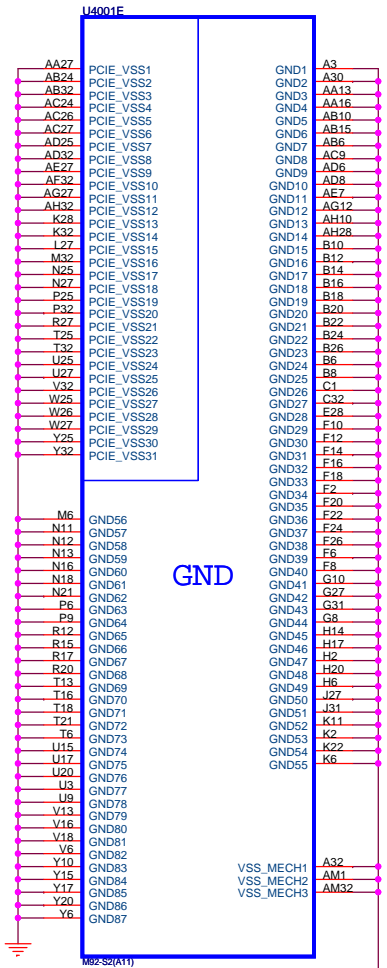 U4001E
AA27 PCIE_VSS1 GND1 A3
AB24 PCIE_VSS2 GND2 A30
AB32 PCIE_VSS3 GND3 AA13
AC24 PCIE_VSS4 GND4 AA16
AC26 PCIE_VSS5 GND5 AB10
AC27 PCIE_VSS6 GND6 AB15
AD25 PCIE_VSS7 GND7 AB6
AD32 PCIE_VSS8 GND8 AC9
AE27 PCIE_VSS9 GND9 AD6
AF32 PCIE_VSS10 GND10 AD8
AG27 PCIE_VSS11 GND11 AE7
AH32 PCIE_VSS12 GND12 AG12
K28 PCIE_VSS13 GND13 AH10
K32 PCIE_VSS14 GND14 AH28
L27 PCIE_VSS15 GND15 B10
M32 PCIE_VSS16 GND16 B12
N25 PCIE_VSS17 GND17 B14
N27 PCIE_VSS18 GND18 B16
P25 PCIE_VSS19 GND19 B18
P32 PCIE_VSS20 GND20 B20
R27 PCIE_VSS21 GND21 B22
T25 PCIE_VSS22 GND22 B24
T32 PCIE_VSS23 GND23 B26
U25 PCIE_VSS24 GND24 B6
U27 PCIE_VSS25 GND25 B8
V32 PCIE_VSS26 GND26 C1
W25 PCIE_VSS27 GND27 C32
W26 PCIE_VSS28 GND28 E28
W27 PCIE_VSS29 GND29 F10
Y25 PCIE_VSS30 GND30 F12
Y32 PCIE_VSS31 GND31 F14
GND32 F16
GND33 F18
GND34 F2
GND35 F20
M6 GND56 GND36 F22
N11 GND57 GND37 F24
N12 GND58 GND38 F26
N13 GND59 GND39 F6
N16 GND60 GND40 F8
N18 GND61 GND41 G10
N21 GND62 GND42 G27
P6 GND63 GND43 G31
P9 GND64 GND44 G8
R12 GND65 GND45 H14
R15 GND66 GND46 H17
R17 GND67 GND47 H2
R20 GND68 GND48 H20
T13 GND69 GND49 H6
T16 GND70 GND50 J27
T18 GND71 GND51 J31
T21 GND72 GND52 K11
T6 GND73 GND53 K2
U15 GND74 GND54 K22
U17 GND75 GND55 K6
GND
U20 GND76
U3 GND77
U9 GND78
V13 GND79
V16 GND80
V18 GND81
V6 GND82
Y10 GND83 VSS_MECH1 A32
Y15 GND84 VSS_MECH2 AM1
Y17 GND85 VSS_MECH3 AM32
Y20 GND86
Y6 GND87
M92-S2(A11)